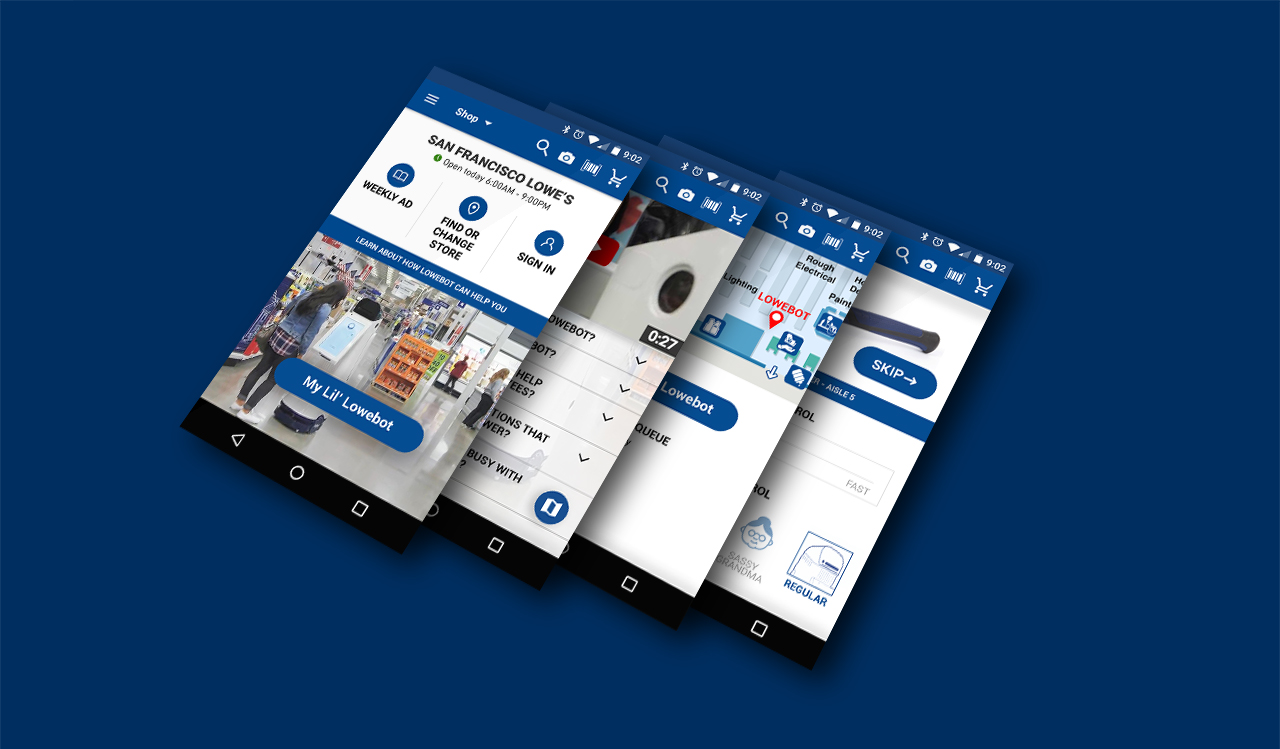 Shop
SAN FRANCISCO LOWE'S
Open today 6:00AM - 9:00PM
WEEKLY AD
FIND OR
CHANGE
STORE
SIGN IN
LEARN ABOUT HOW LOWEBOT CAN HELP YOU
My Lil' Lowebot
9:02
0:27
LOWEBOT?
BOT?
HELP
EES?
TIONS THAT
WER?
BUSY WITH
?
9:02
Rough
Electrical
Lighting
LOWEBOT
Paint
Lowebot
QUEUE
9:02
SKIP→
R - AISLE 5
ROL
FAST
ROL
SASSY
GRANDMA
REGULAR
9:02